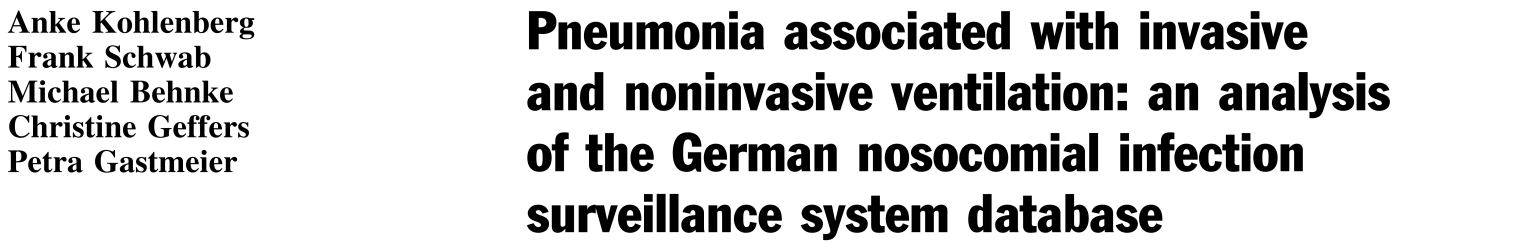 Anke Kohlenberg
Frank Schwab
Michael Behnke
Christine Geffers
Petra Gastmeier
Pneumonia associated with invasive
and noninvasive ventilation: an analysis
of the German nosocomial infection
surveillance system database